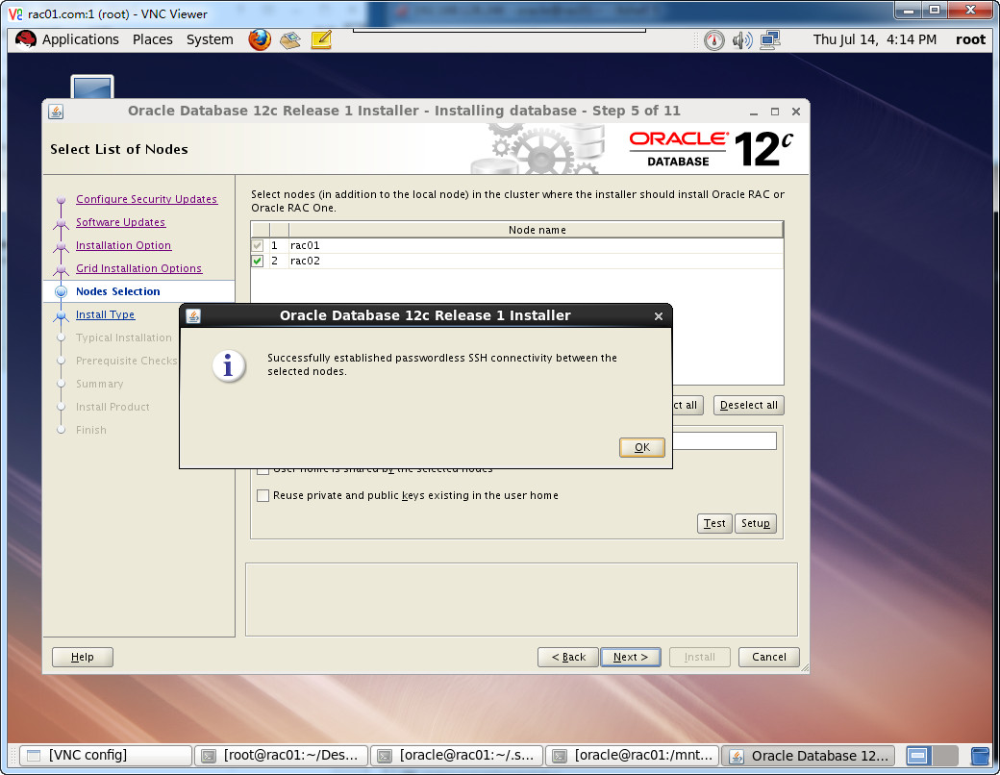 rac01.com:1 (root) - VNC Viewer
Applications Places System
Thu Jul 14, 4:14 PM root
Oracle Database 12c Release 1 Installer - Installing database - Step 5 of 11
Select List of Nodes
ORACLE
DATABASE
12c
Configure Security Updates
Software Updates
Installation Option
Grid Installation Options
Nodes Selection
Install Type
Typical Installation
Prerequisite Checks
Summary
Install Product
Finish
Select nodes (in addition to the local node) in the cluster where the installer should install Oracle RAC or
Oracle RAC One.
Node name
1 rac01
2 rac02
Oracle Database 12c Release 1 Installer
Successfully established passwordless SSH connectivity between the
selected nodes.
OK
ct all
Deselect all
User home is shared by the selected nodes
Reuse private and public keys existing in the user home
Test Setup
Help
< Back Next > Install Cancel
[VNC config] [root@rac01:~/Des... [oracle@rac01:~/.s... [oracle@rac01:/mnt... Oracle Database 12...